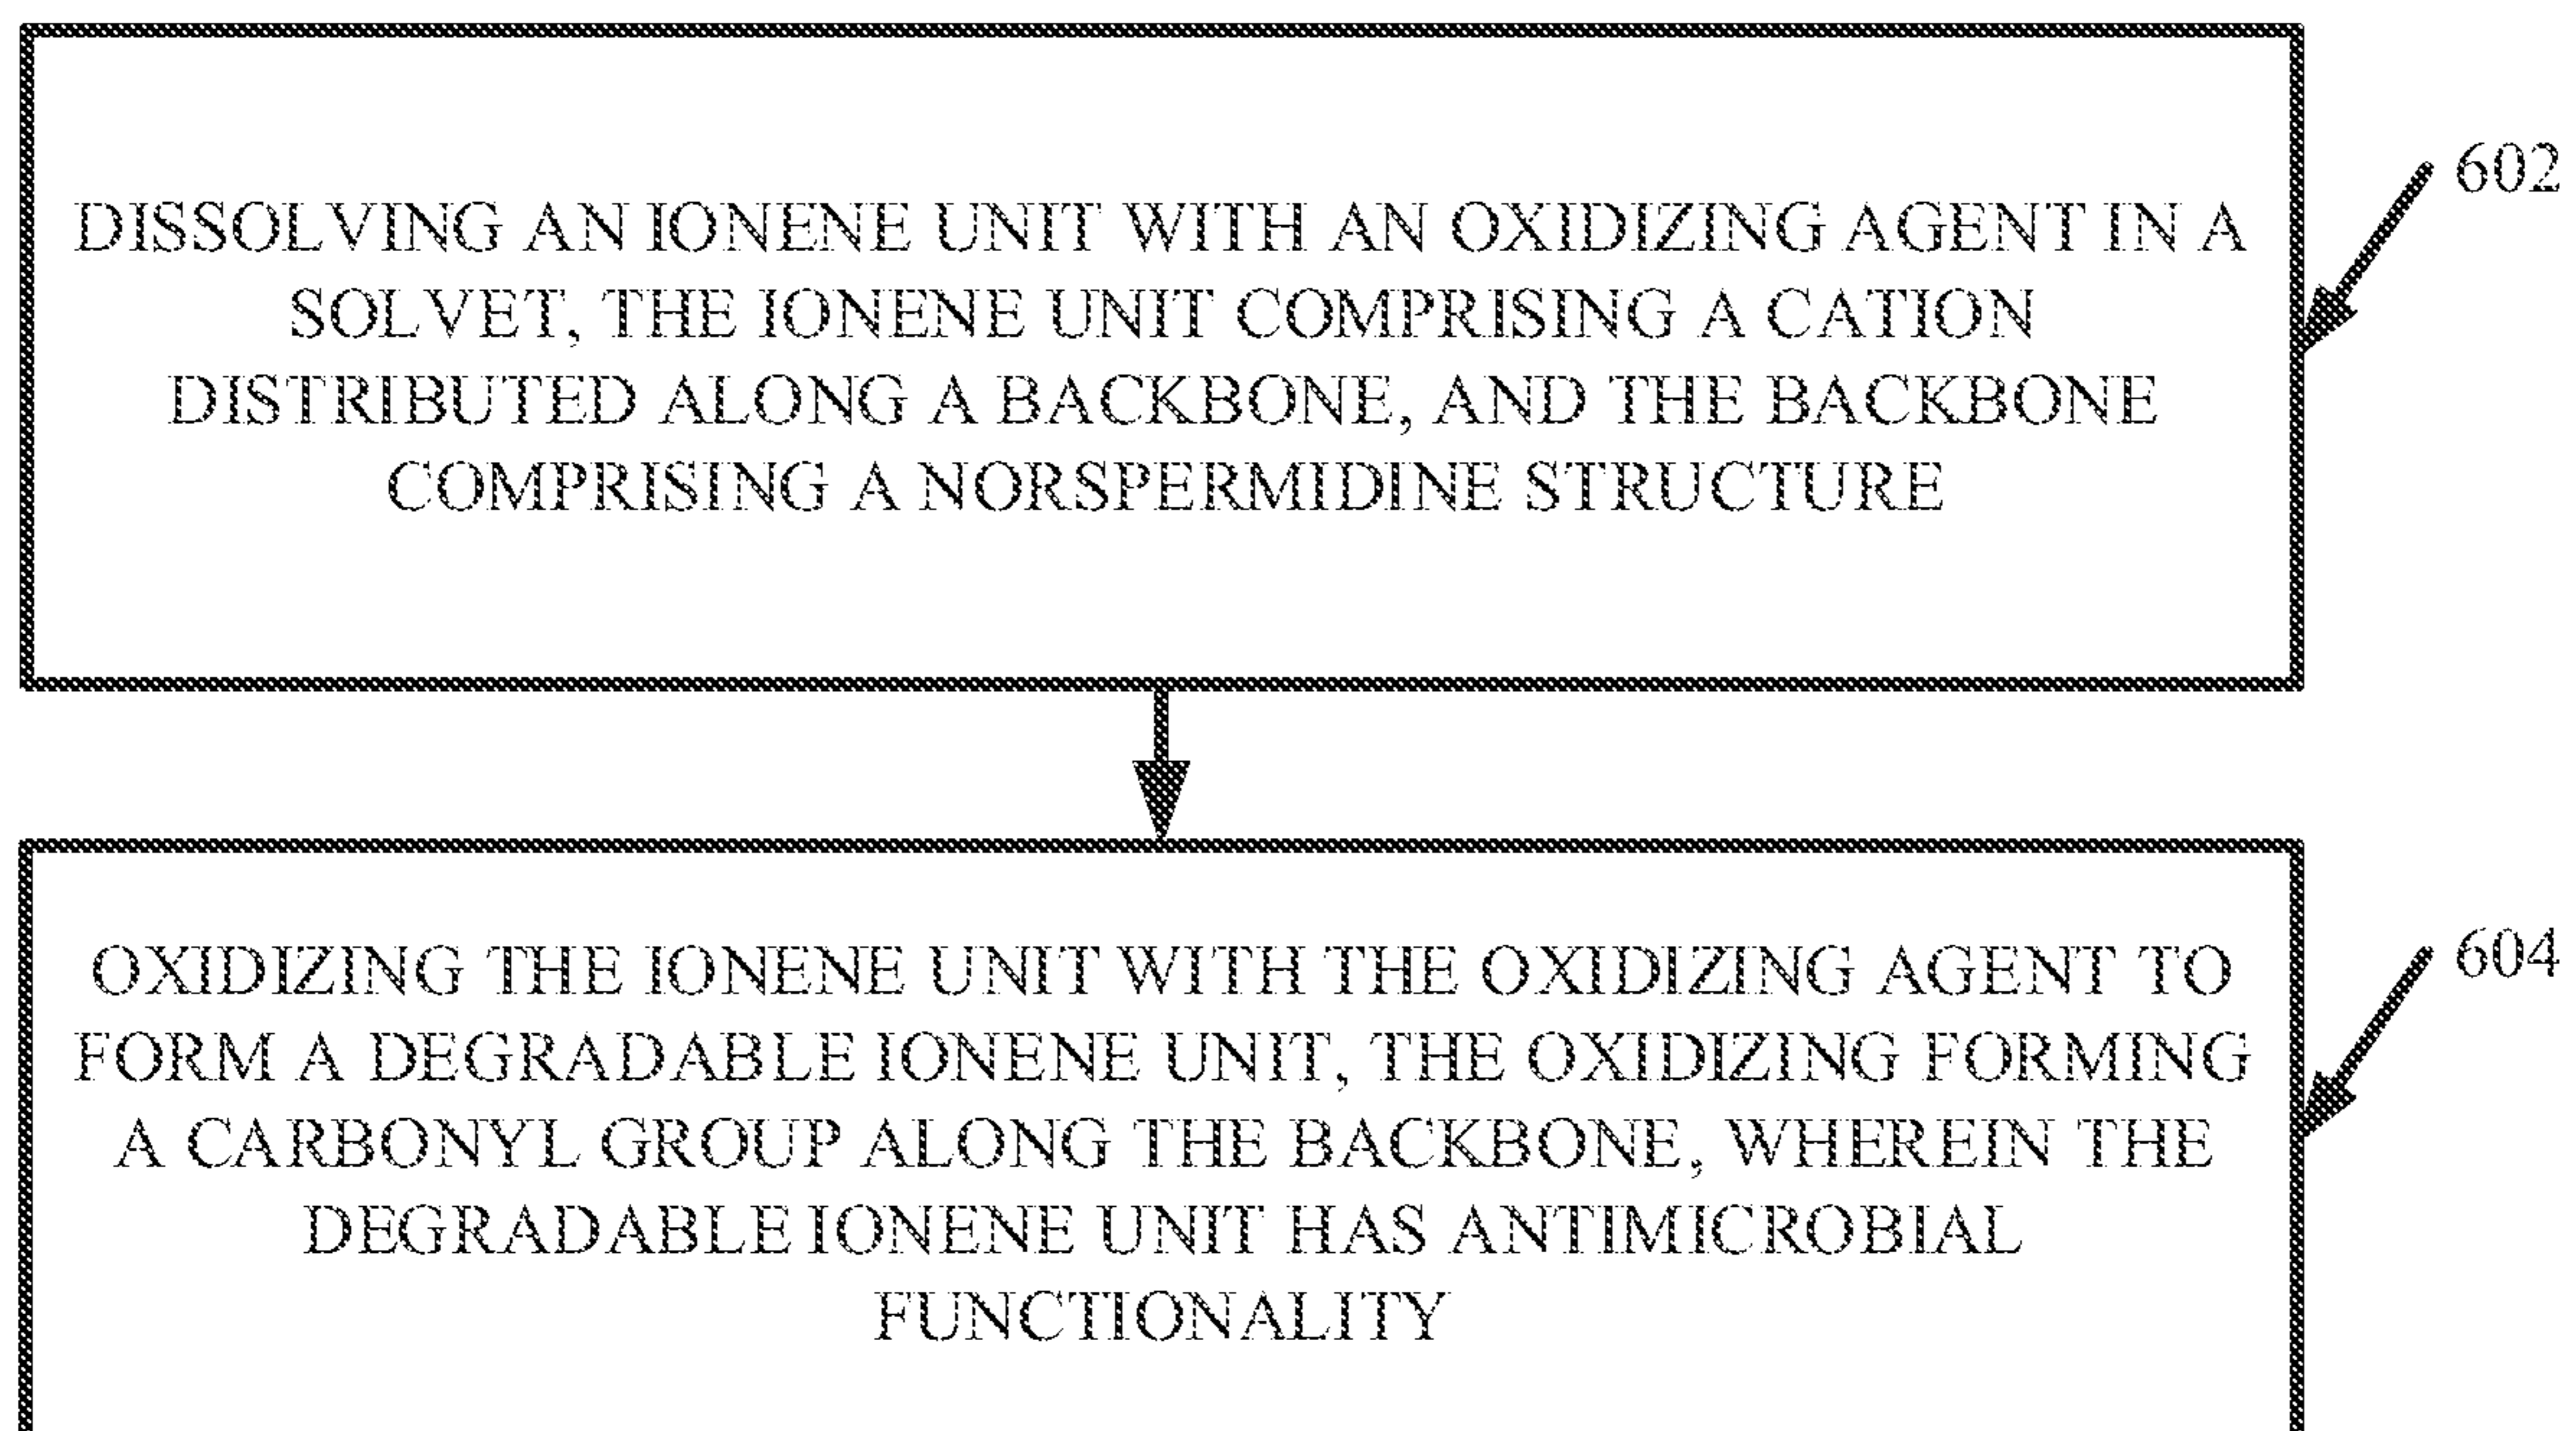 DISSOLVING AN IONENE UNIT WITH AN OXIDIZING AGENT IN A
SOLVET, THE IONENE UNIT COMPRISING A CATION
DISTRIBUTED ALONG A BACKBONE, AND THE BACKBONE
COMPRISING A NORSPERMIDINE STRUCTURE
602
OXIDIZING THE IONENE UNIT WITH THE OXIDIZING AGENT TO
FORM A DEGRADABLE IONENE UNIT, THE OXIDIZING FORMING
A CARBONYL GROUP ALONG THE BACKBONE, WHEREIN THE
DEGRADABLE IONENE UNIT HAS ANTIMICROBIAL
FUNCTIONALITY
604